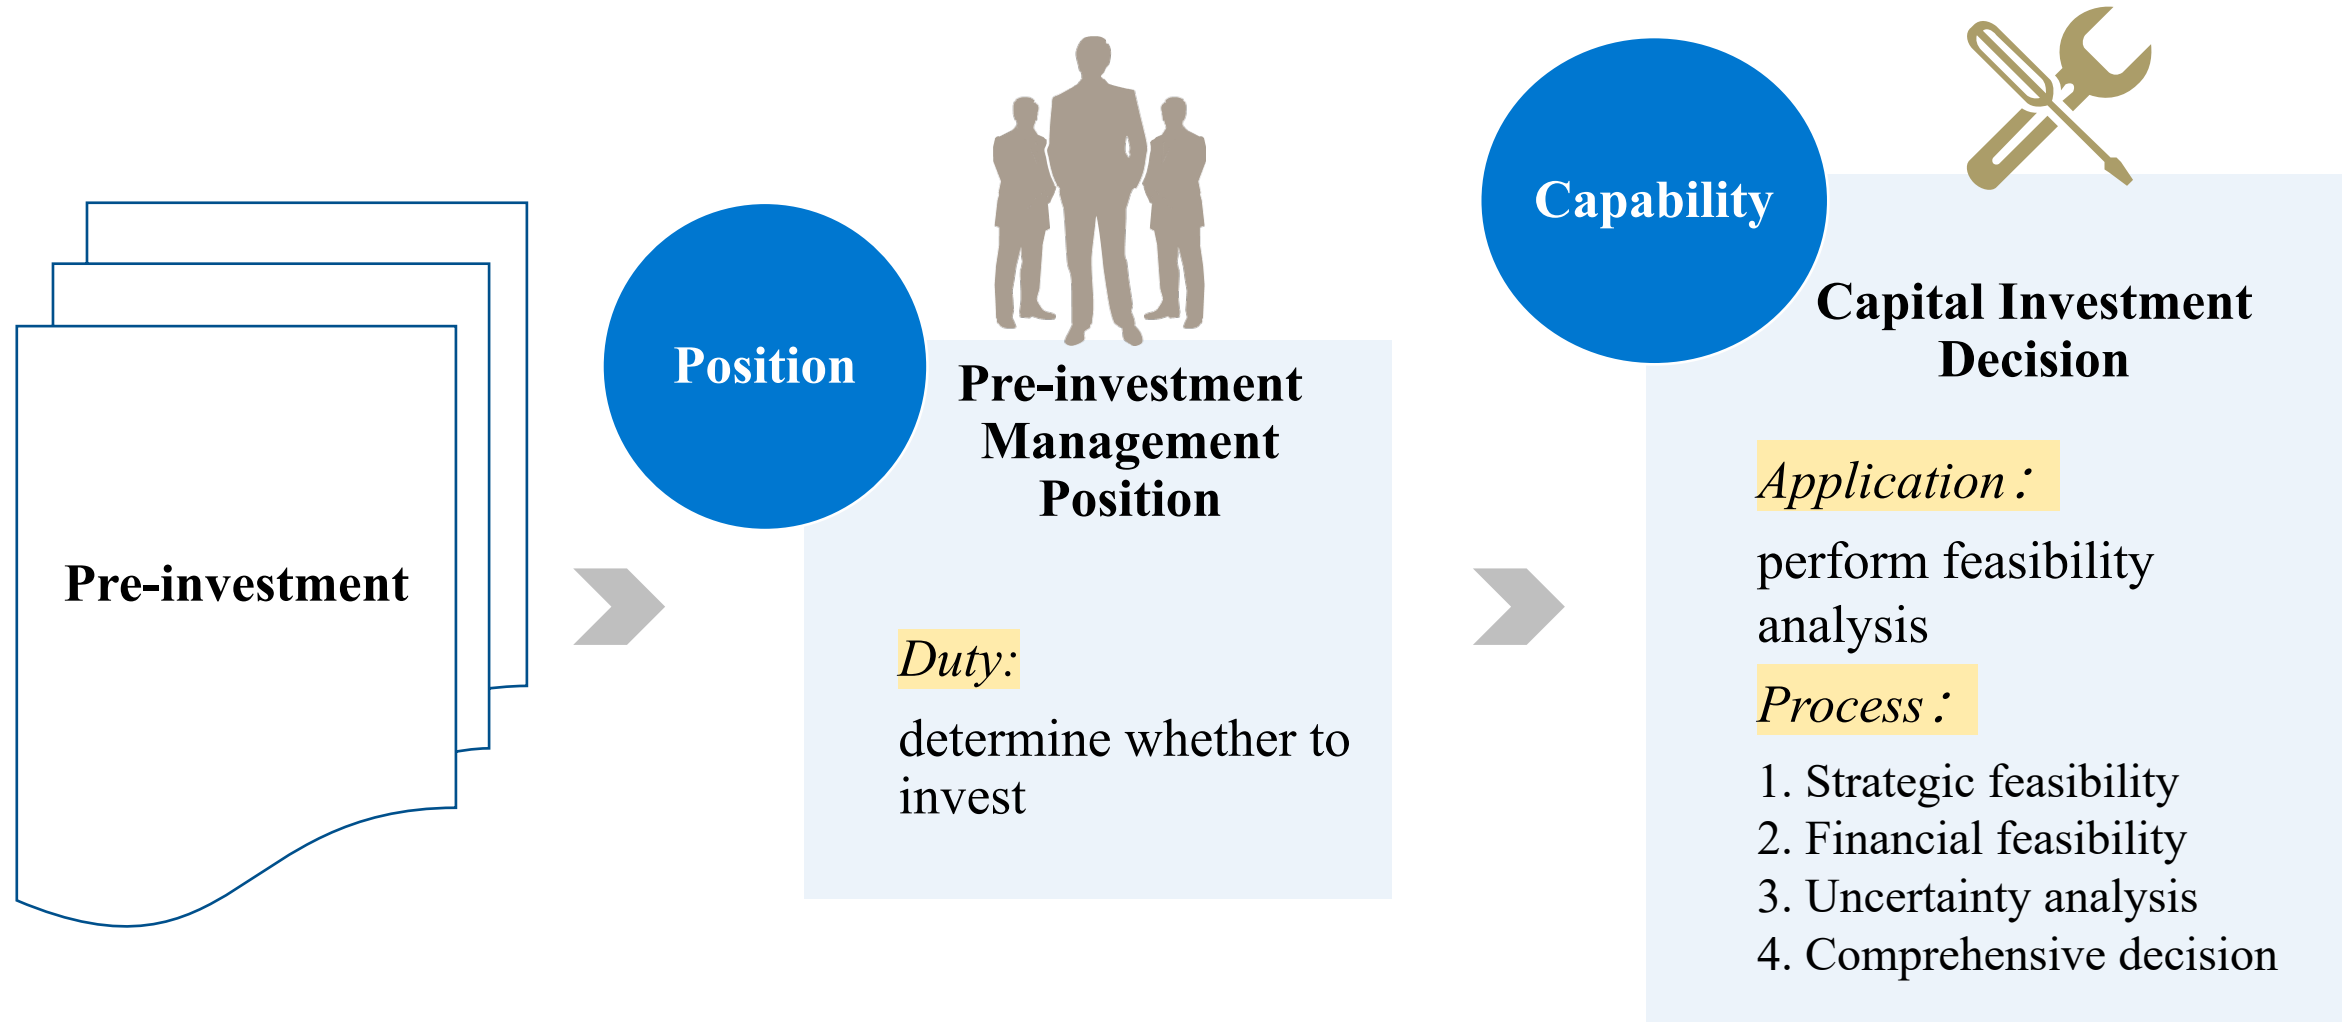 Pre-investment
Position
Pre-investment
Management
Position
Duty:
determine whether to
invest
Capability
Capital Investment
Decision
Application：
perform feasibility
analysis
Process：
1. Strategic feasibility
2. Financial feasibility
3. Uncertainty analysis
4. Comprehensive decision